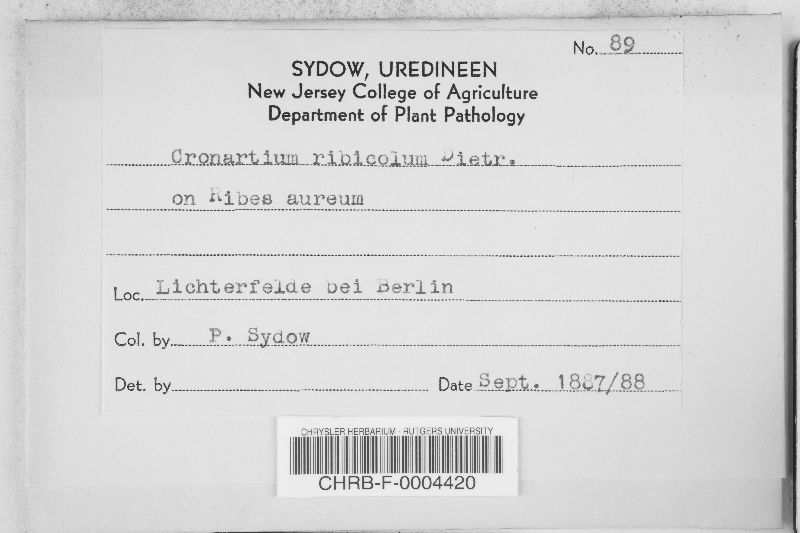 No. 89
SYDOW, UREDINEEN
New Jersey College of Agriculture
Department of Plant Pathology
Cronartium ribicolum Dietr.
on Ribes aureum
Loc. Lichterfelde bei Berlin
Col. by P. Sydow
Det. by Date Sept. 1887/88
CHRYSLER HERBARIUM - RUTGERS UNIVERSITY
CHRB-F-0004420